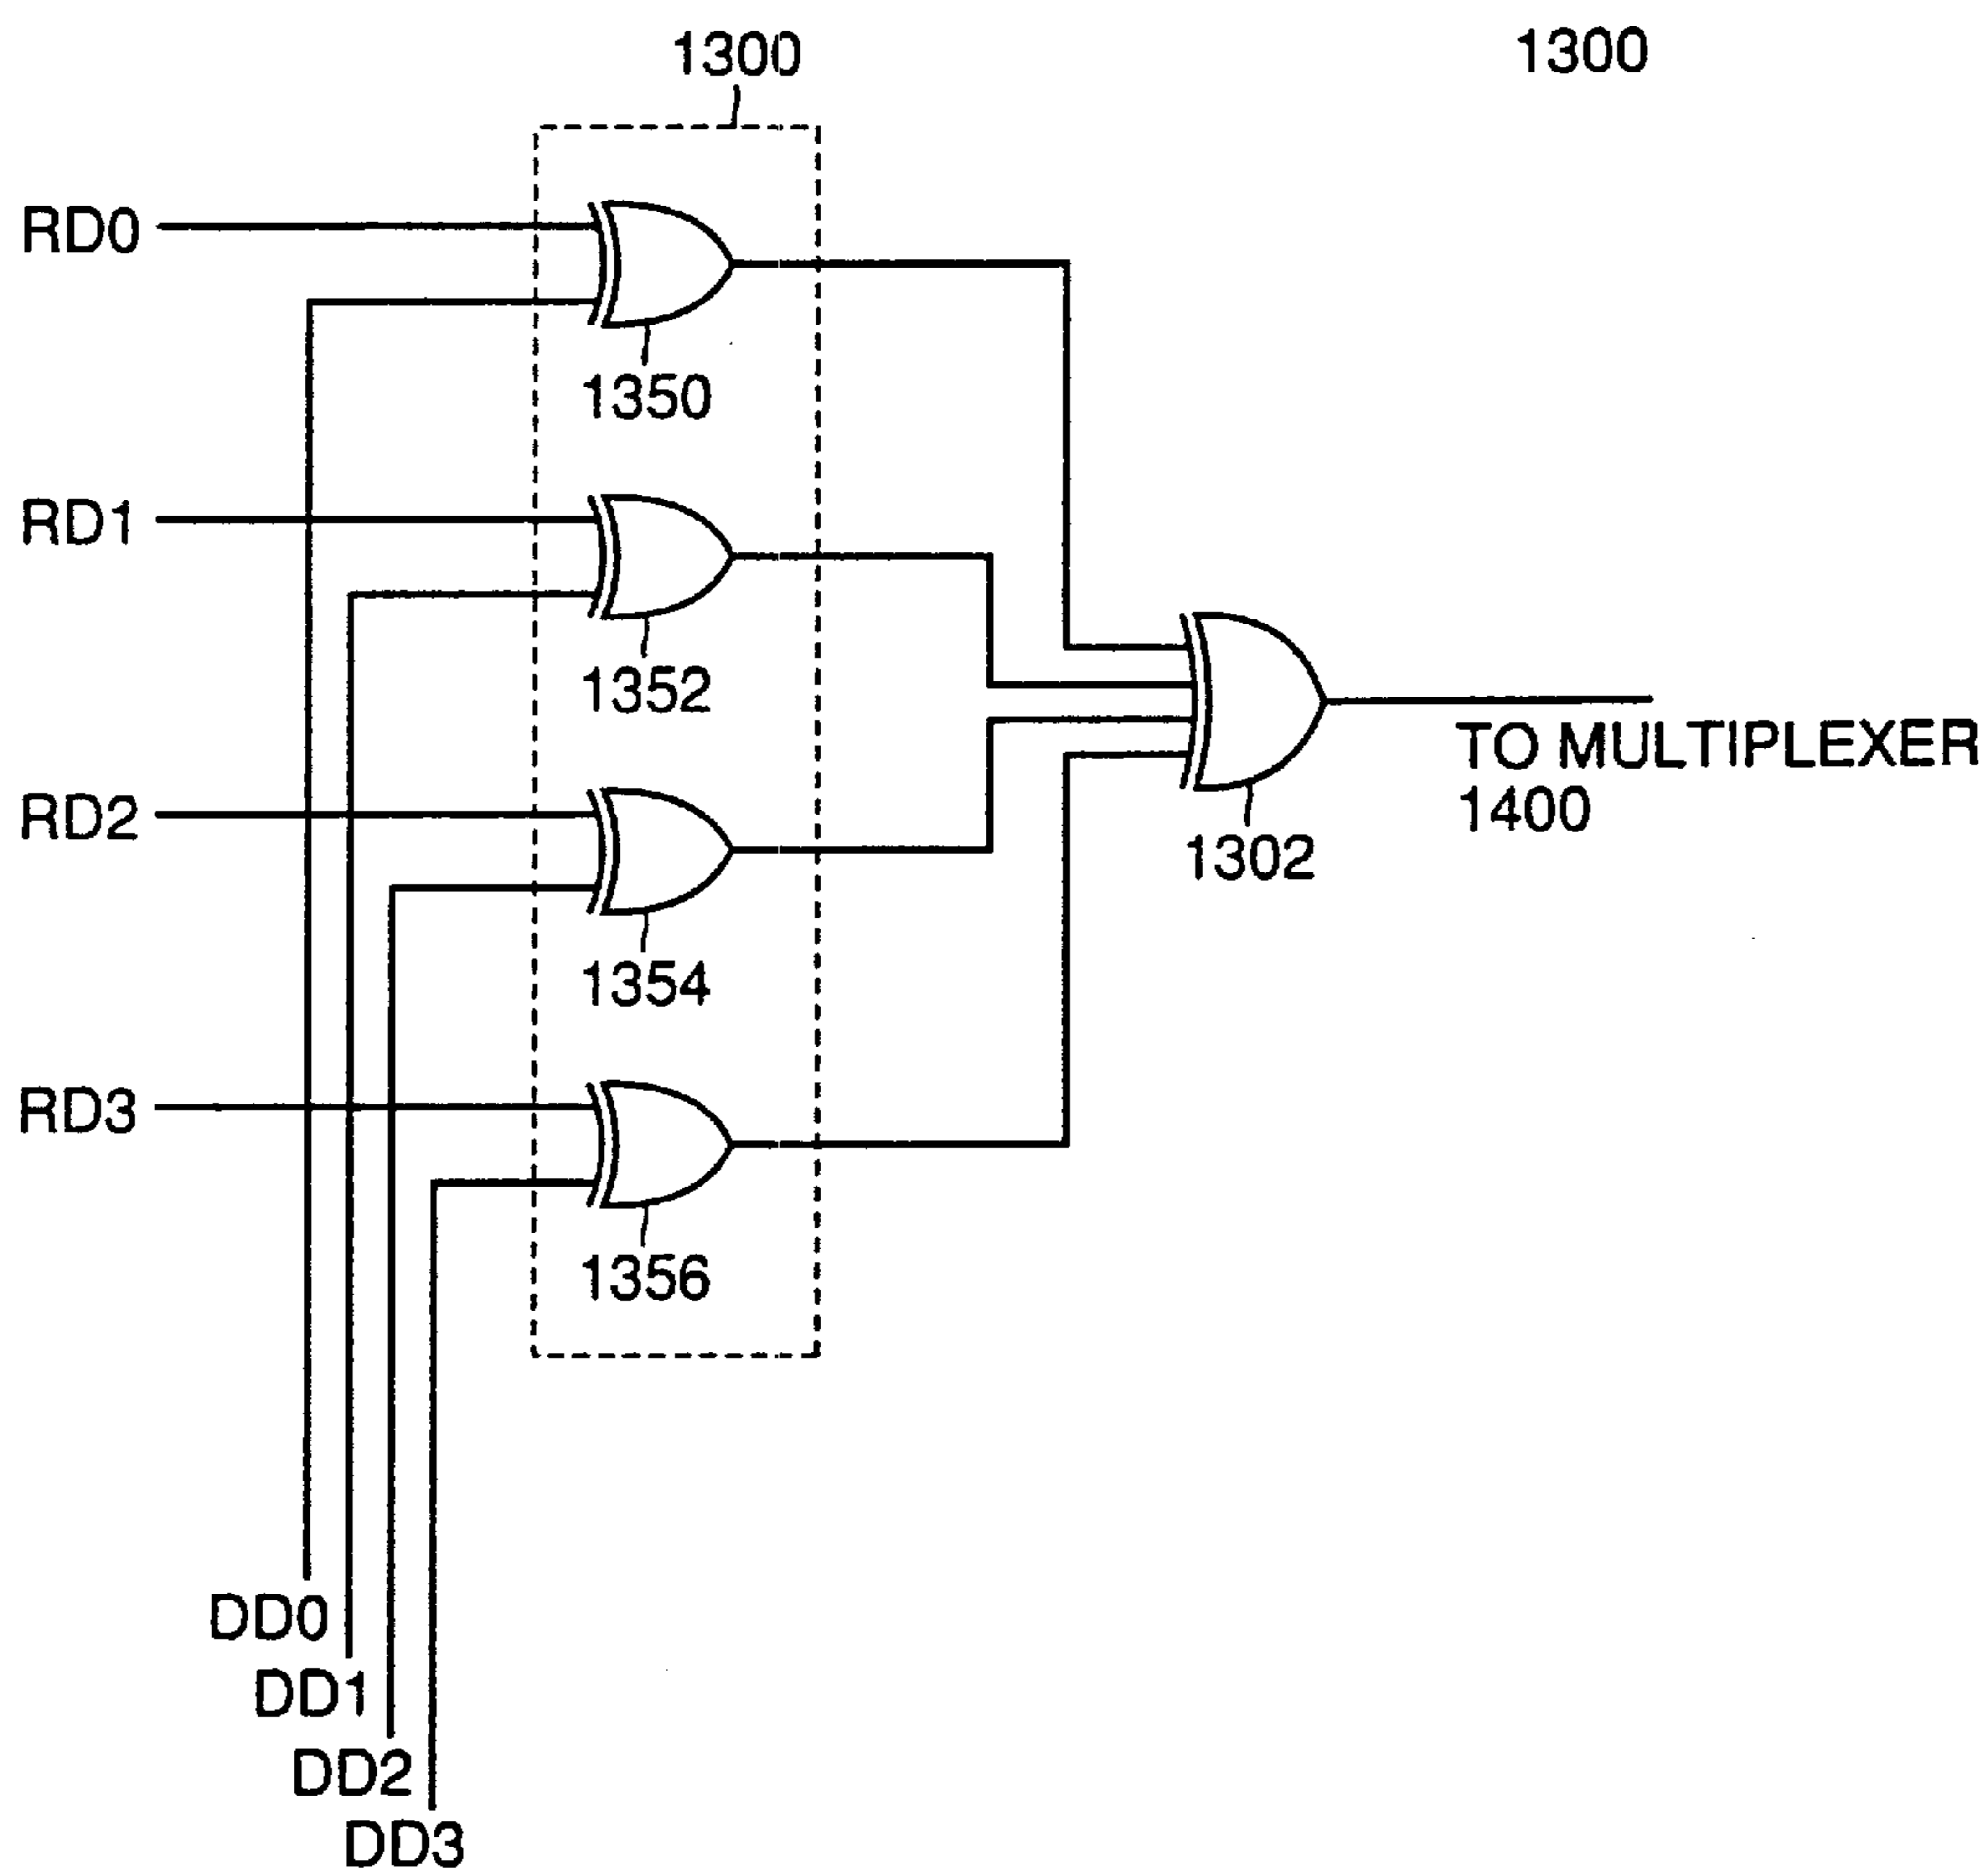 1300
1300
RD0
1350
RD1
1352
RD2
TO MULTIPLEXER
1400
1302
1354
RD3
1356
DD0
DD1
DD2
DD3